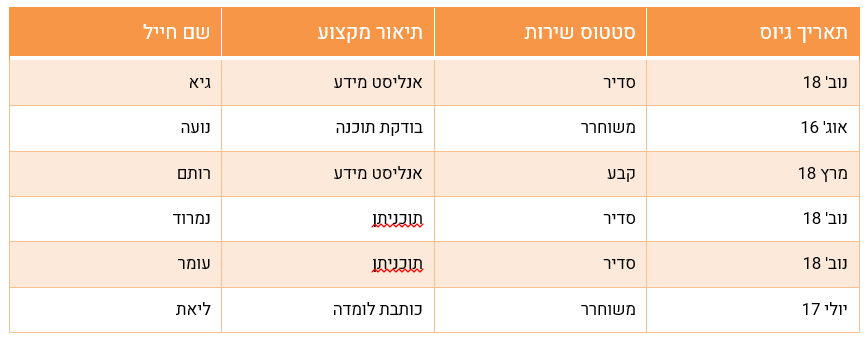 תאריך גיוס סטטוס שירות תיאור מקצוע שם חייל
נוב' 18 סדיר אנליסט מידע גיא
אוג' 16 משוחרר בודקת תוכנה נועה
מרץ 18 קבע אנליסט מידע רותם
נוב' 18 סדיר תוכניתן נמרוד
נוב' 18 סדיר תוכניתן עומר
יולי 17 משוחרר כותבת לומדה ליאת